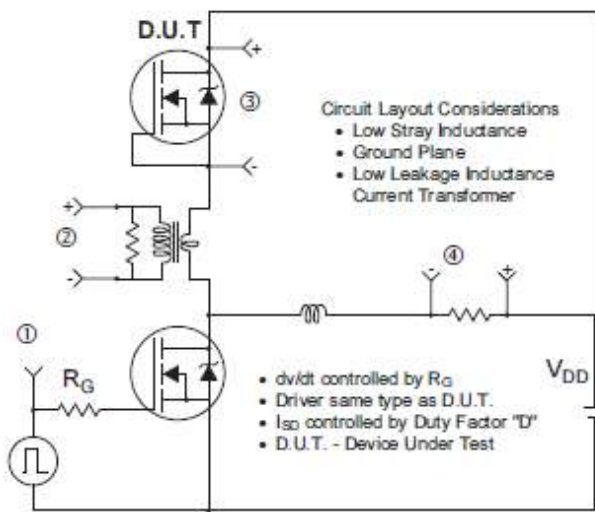 D.U.T
+
③
-
Circuit Layout Considerations
• Low Stray Inductance
• Ground Plane
• Low Leakage Inductance
Current Transformer
+
②
-
④
- +
①
RG
VDD
• dv/dt controlled by RG
• Driver same type as D.U.T.
• ISD controlled by Duty Factor "D"
• D.U.T. - Device Under Test